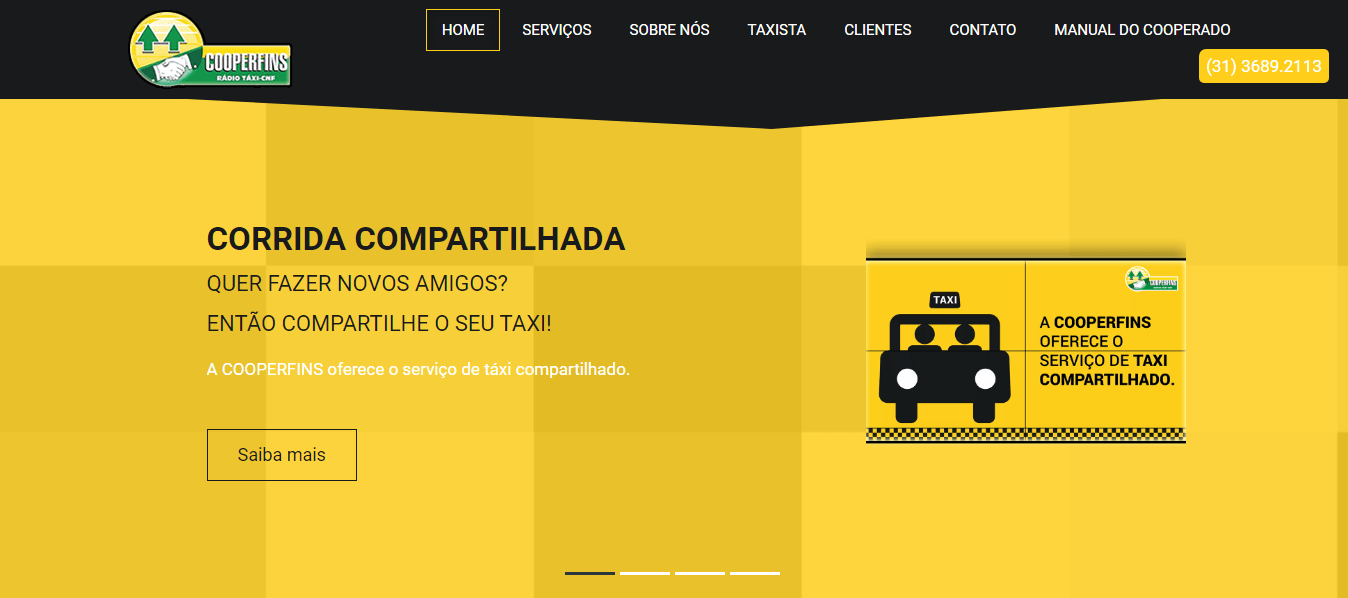 COOPERFINS
RÁDIO TÁXI-CNF
HOME SERVIÇOS SOBRE NÓS TAXISTA CLIENTES CONTATO MANUAL DO COOPERADO
(31) 3689.2113
CORRIDA COMPARTILHADA
QUER FAZER NOVOS AMIGOS?
ENTÃO COMPARTILHE O SEU TAXI!
A COOPERFINS oferece o serviço de táxi compartilhado.
Saiba mais
COOPERFINS
TAXI
A COOPERFINS
OFERECE O
SERVIÇO DE TAXI
COMPARTILHADO.